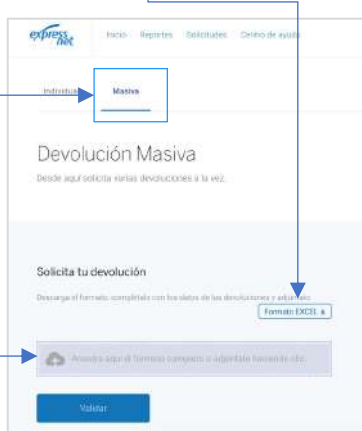 express net
Inicio Reportes Solicitudes Centro de ayuda
Individual Masiva
Devolución Masiva
Desde aquí solicita varias devoluciones a la vez.
Solicita tu devolución
Descarga el formato, complétalo con los datos de las devoluciones y adjúntalo
Formato EXCEL
Arrastra aquí el formato completo o adjúntalo haciendo clic.
Validar